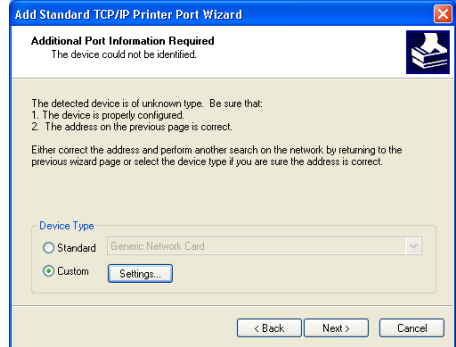 Add Standard TCP/IP Printer Port Wizard
Additional Port Information Required
The device could not be identified.
The detected device is of unknown type. Be sure that:
1. The device is properly configured.
2. The address on the previous page is correct.
Either correct the address and perform another search on the network by returning to the
previous wizard page or select the device type if you are sure the address is correct.
Device Type
Standard Generic Network Card
Custom Settings...
< Back Next > Cancel